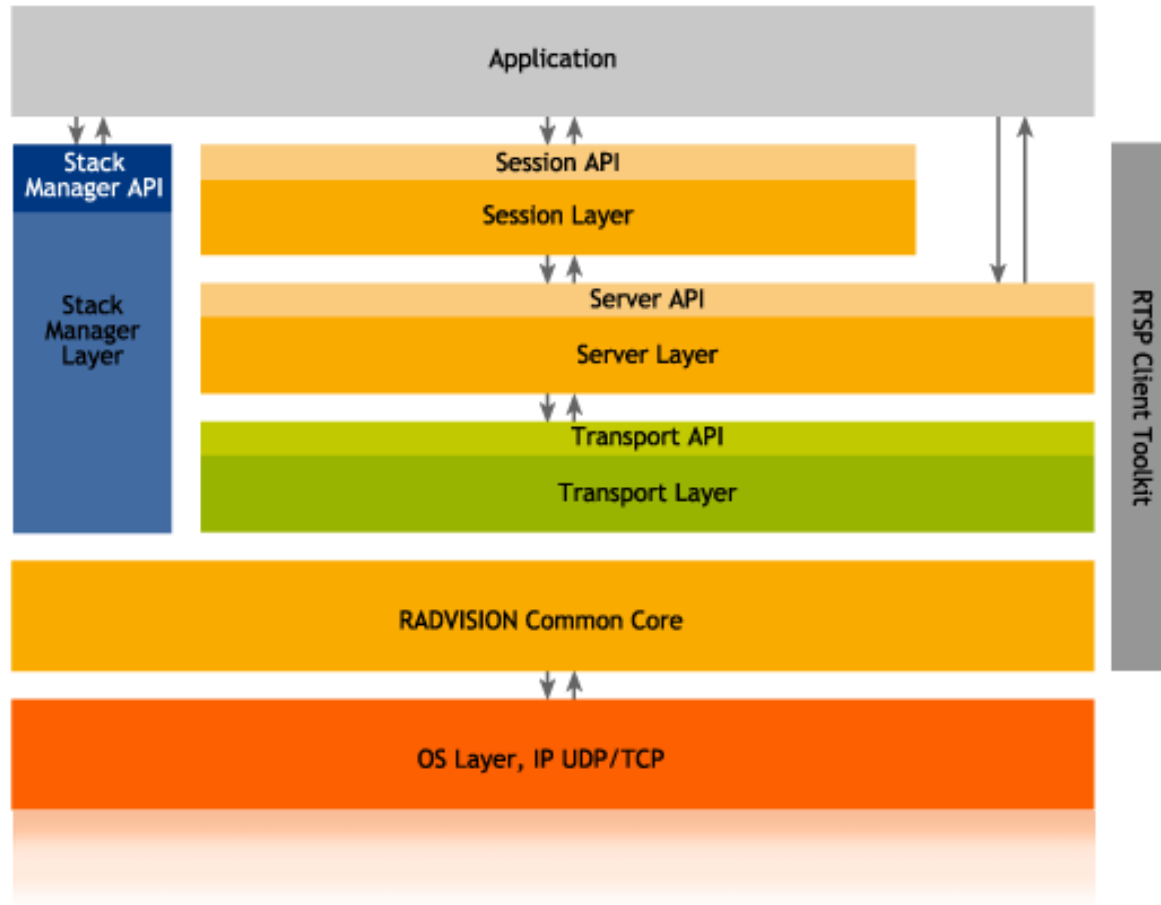 Application
Stack
Manager API
Session API
Session Layer
Stack
Manager
Layer
Server API
Server Layer
Transport API
Transport Layer
RADVISION Common Core
OS Layer, IP UDP/TCP
RTSP Client Toolkit